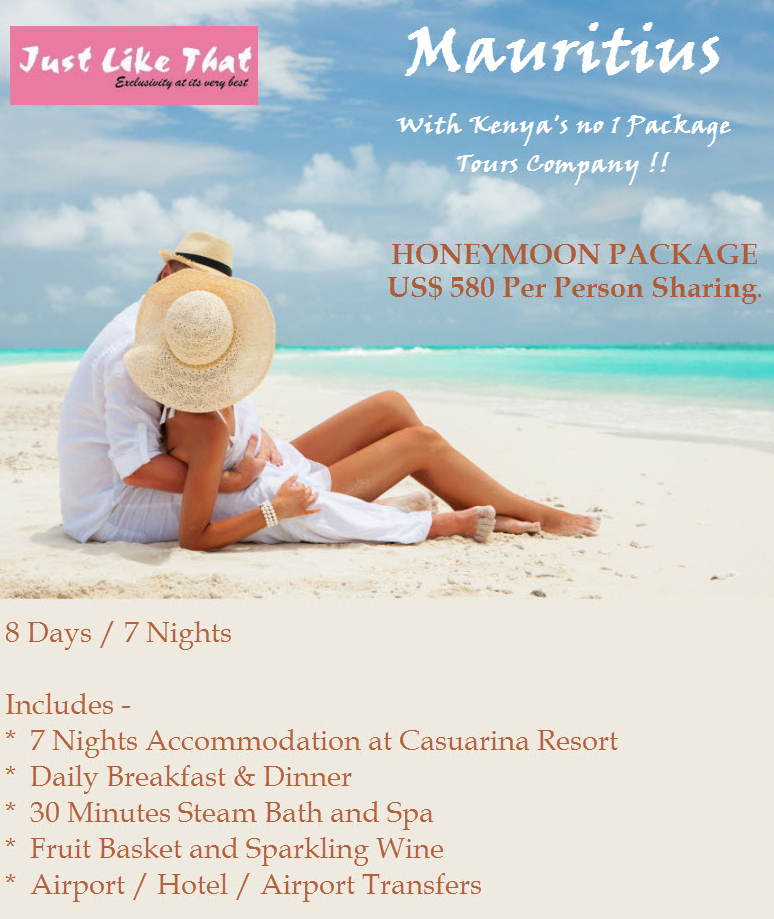 Just Like That
Exclusivity at its very best
Mauritius
With Kenya's no 1 Package
Tours Company !!
HONEYMOON PACKAGE
US$ 580 Per Person Sharing.
8 Days / 7 Nights
Includes -
* 7 Nights Accommodation at Casuarina Resort
* Daily Breakfast & Dinner
* 30 Minutes Steam Bath and Spa
* Fruit Basket and Sparkling Wine
* Airport / Hotel / Airport Transfers